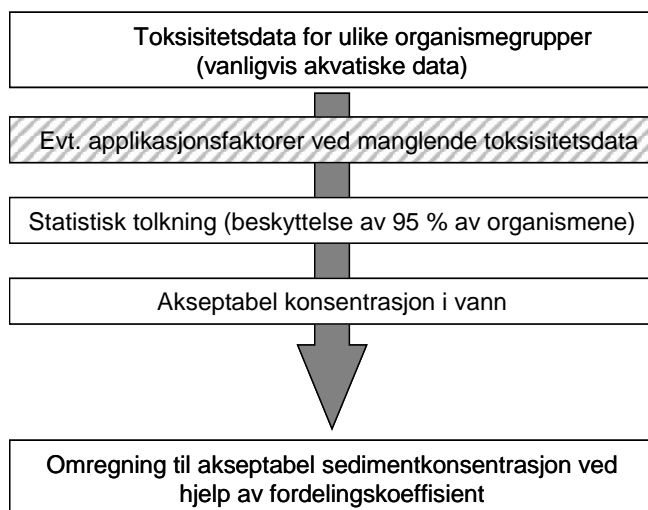 Toksisitetsdata for ulike organismegrupper
(vanligvis akvatiske data)
Evt. applikasjonsfaktorer ved manglende toksisitetsdata
Statistisk tolkning (beskyttelse av 95 % av organismene)
Akseptabel konsentrasjon i vann
Omregning til akseptabel sedimentkonsentrasjon ved
hjelp av fordelingskoeffisient